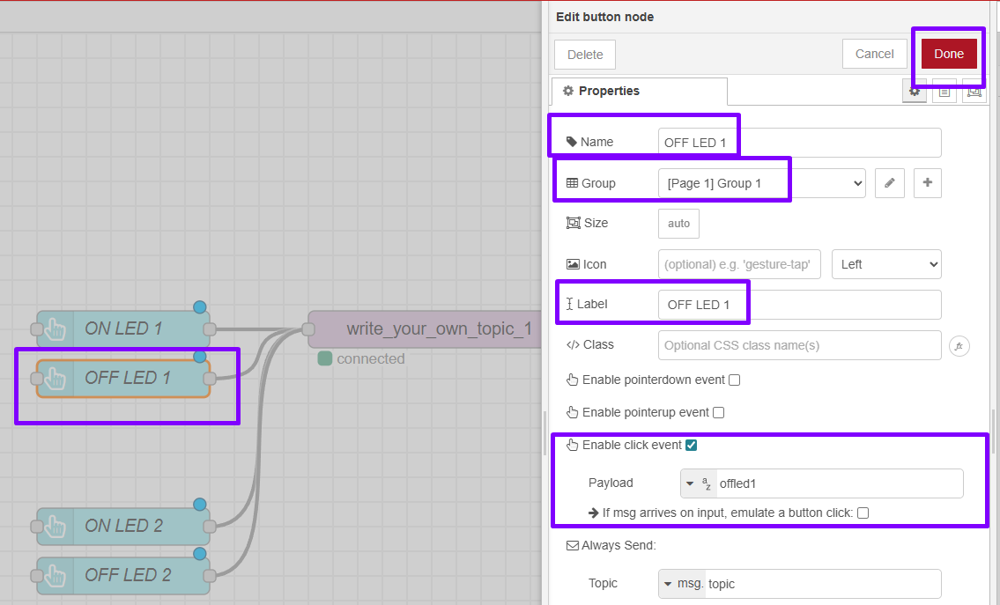 Edit button node
Delete
Cancel
Done
Properties
Name
OFF LED 1
Group
[Page 1] Group 1
Size
auto
Icon
(optional) e.g. 'gesture-tap'
Left
Label
OFF LED 1
</> Class
Optional CSS class name(s)
fx
Enable pointerdown event
Enable pointerup event
Enable click event
Payload
az
offled1
If msg arrives on input, emulate a button click:
Always Send:
Topic
msg. topic
ON LED 1
OFF LED 1
ON LED 2
OFF LED 2
write_your_own_topic_1
connected